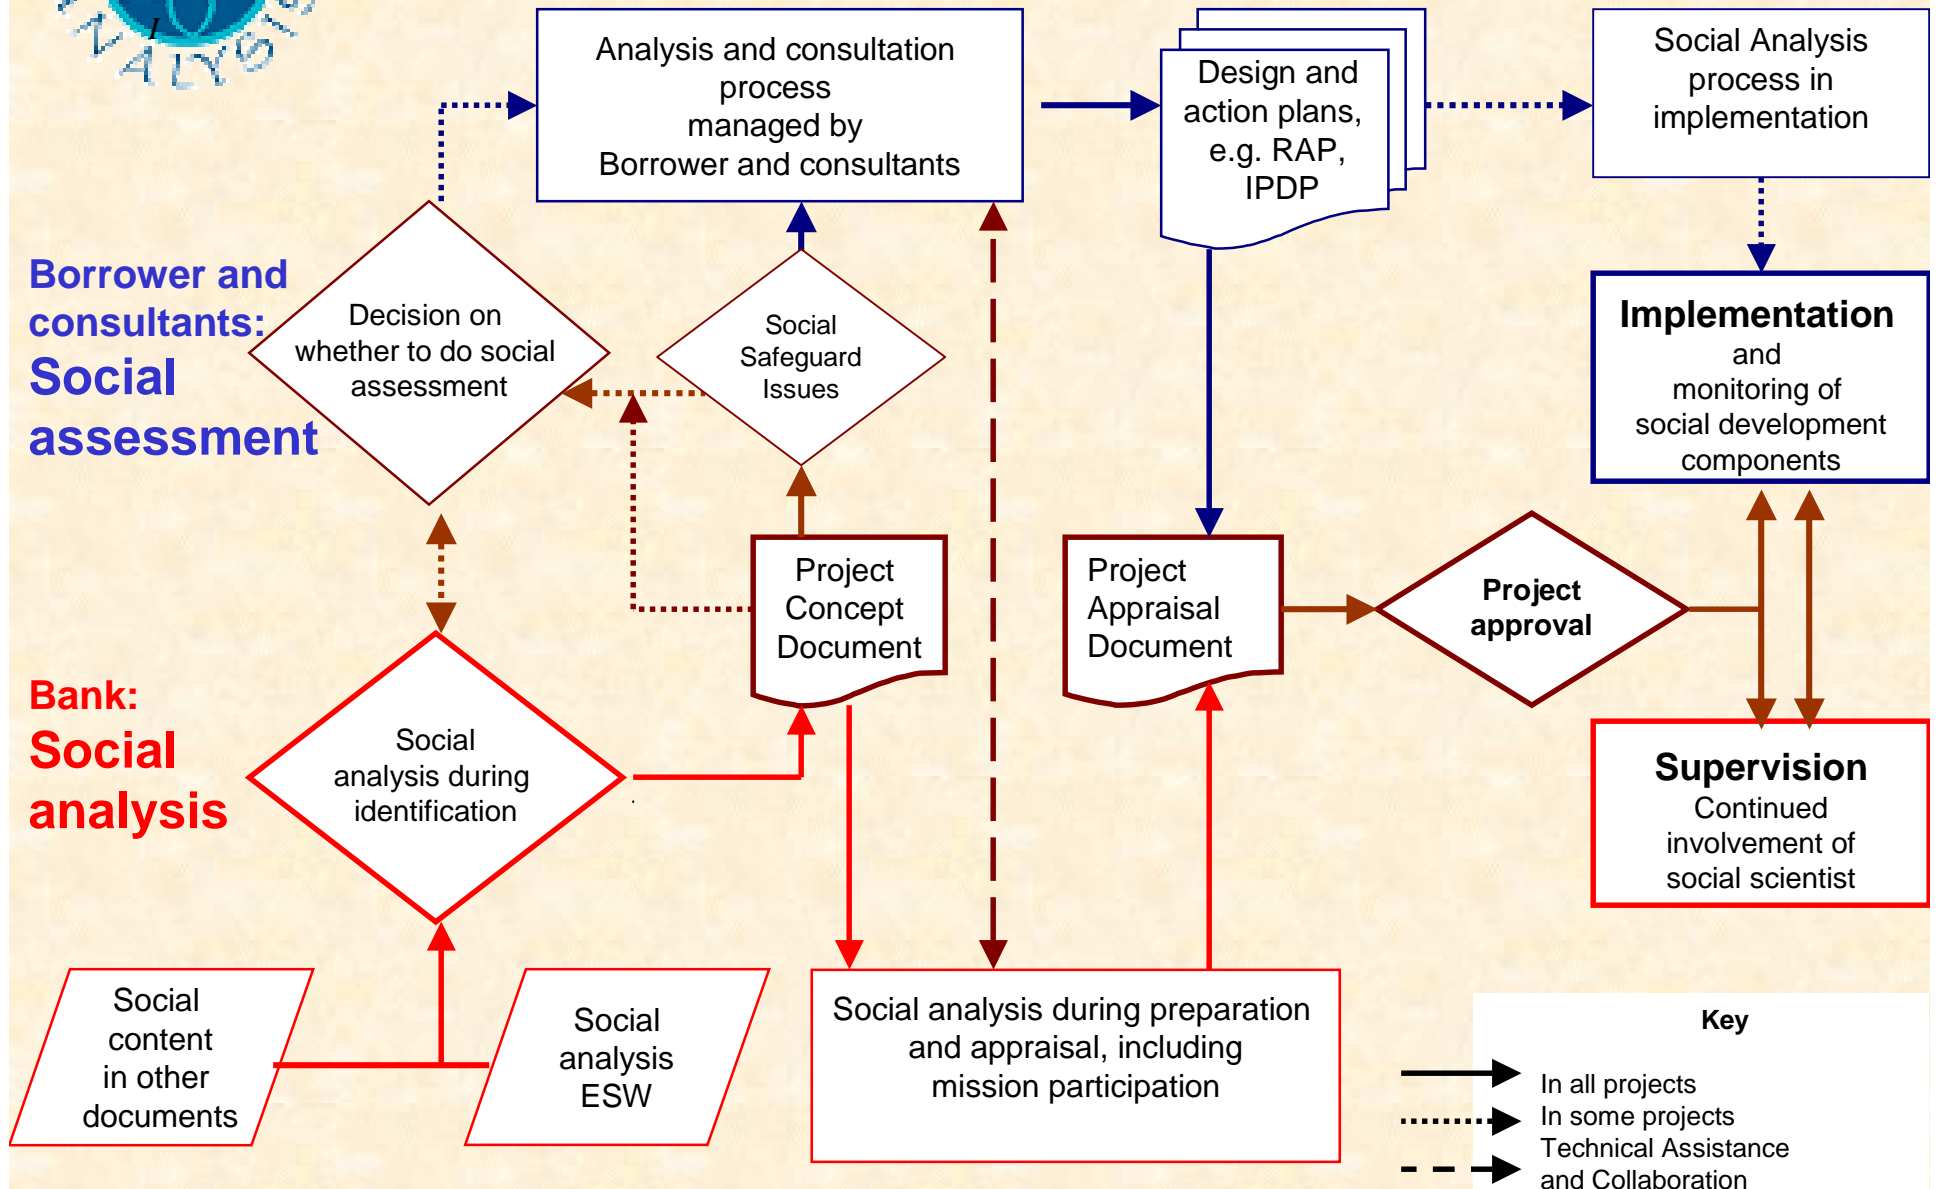 I
ANALYSIS
Analysis and consultation
process
managed by
Borrower and consultants
Design and
action plans,
e.g. RAP,
IPDP
Social Analysis
process in
implementation
Borrower and
consultants:
Social
assessment
Decision on
whether to do social
assessment
Social
Safeguard
Issues
Implementation
and
monitoring of
social development
components
Project
Concept
Document
Project
Appraisal
Document
Project
approval
Bank:
Social
analysis
Social
analysis during
identification
Supervision
Continued
involvement of
social scientist
Social
content
in other
documents
Social
analysis
ESW
Social analysis during preparation
and appraisal, including
mission participation
Key
In all projects
In some projects
Technical Assistance
and Collaboration